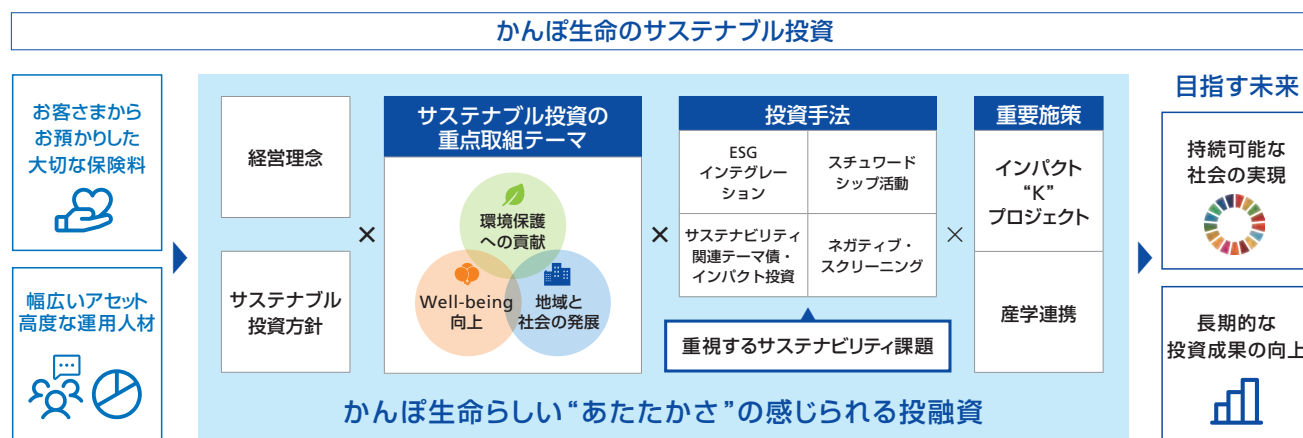 かんぽ生命のサステナブル投資
お客さまから
お預かりした
大切な保険料
幅広いアセット
高度な運用人材
経営理念
サステナブル
投資方針
×
サステナブル投資の
重点取組テーマ
環境保護
への貢献
Well-being
向上
地域と
社会の発展
×
投資手法
ESG
インテグレー
ション
スチュワード
シップ活動
サステナビリティ
関連テーマ債・
インパクト投資
ネガティブ・
スクリーニング
重視するサステナビリティ課題
×
重要施策
インパクト
“K”
プロジェクト
産学連携
かんぽ生命らしい“あたたかさ”の感じられる投融資
目指す未来
持続可能な
社会の実現
長期的な
投資成果の向上